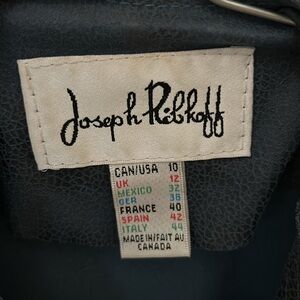 Joseph Ribkoff
CAN/USA 10
UK 12
MEXICO 32
GER 38
FRANCE 40
SPAIN 42
ITALY 44
MADE IN/FAIT AU
CANADA